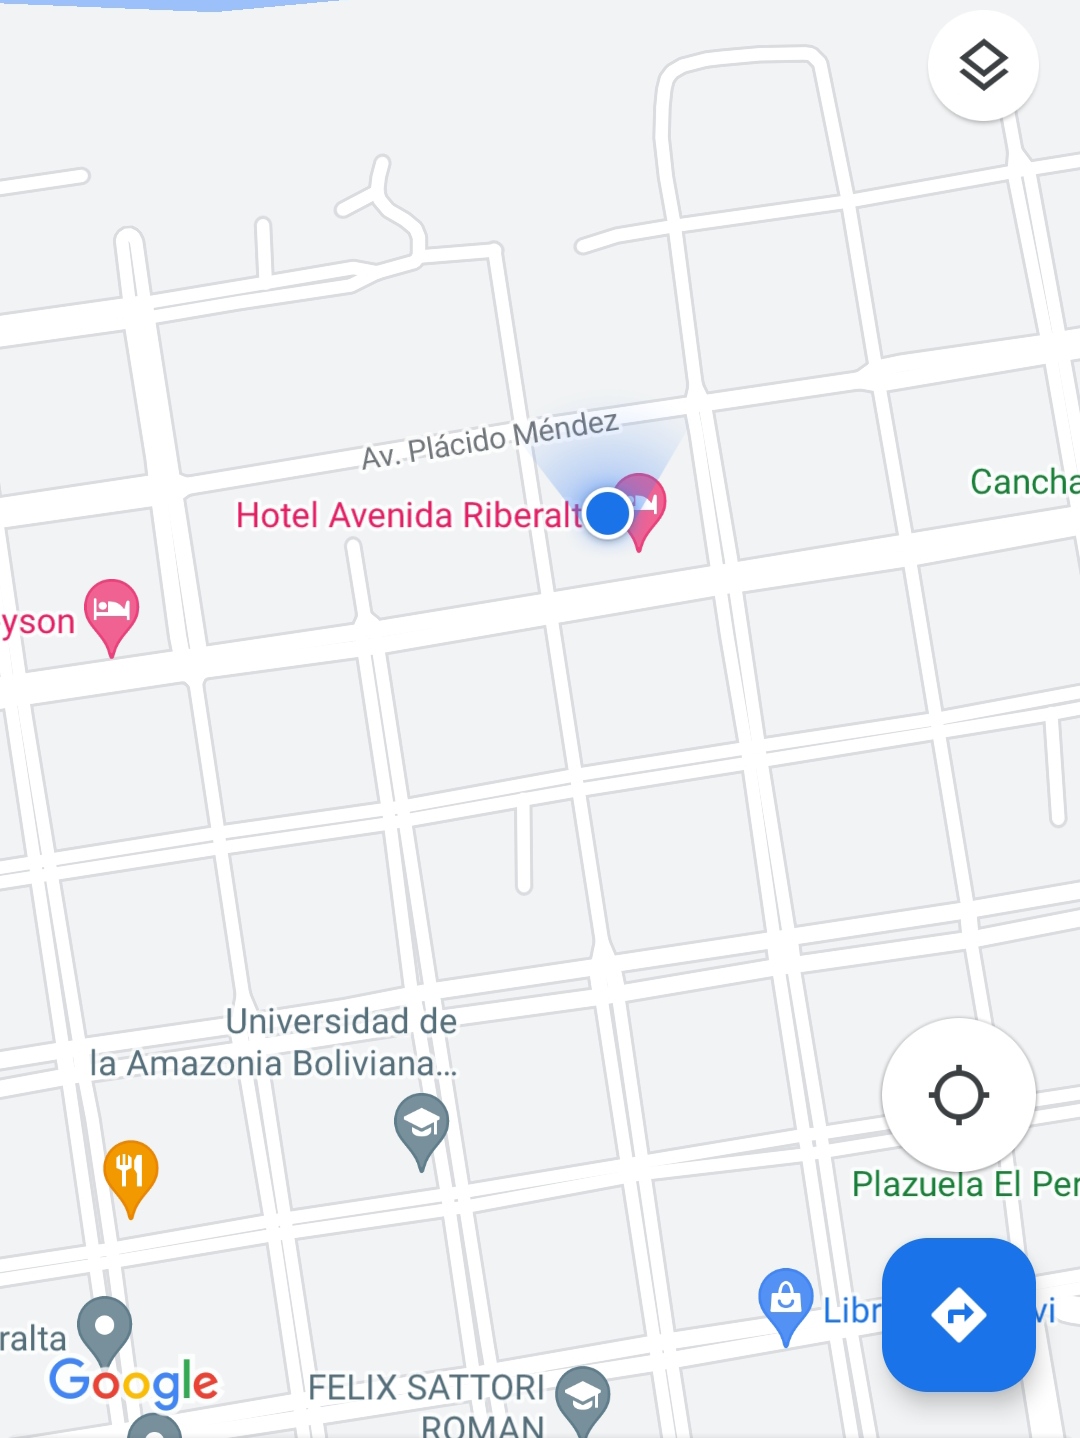 Av. Plácido Méndez
Cancha
Hotel Avenida Riberalt
yson
Universidad de
la Amazonia Boliviana...
Plazuela El Per
Libr vi
ralta
Google
FELIX SATTORI
ROMAN